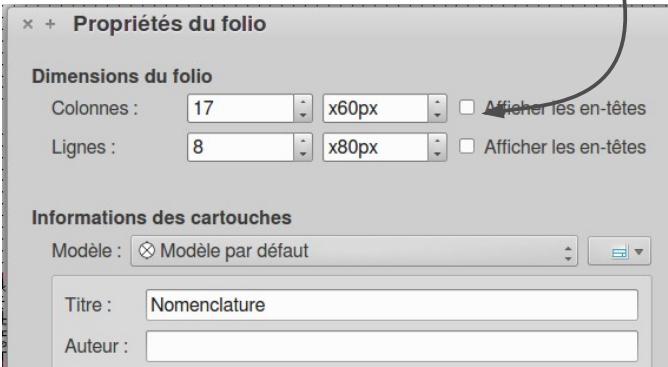 Propriétés du folio
Dimensions du folio
Colonnes : 17 x60px Afficher les en-têtes
Lignes : 8 x80px Afficher les en-têtes
Informations des cartouches
Modèle : Modèle par défaut
Titre : Nomenclature
Auteur :